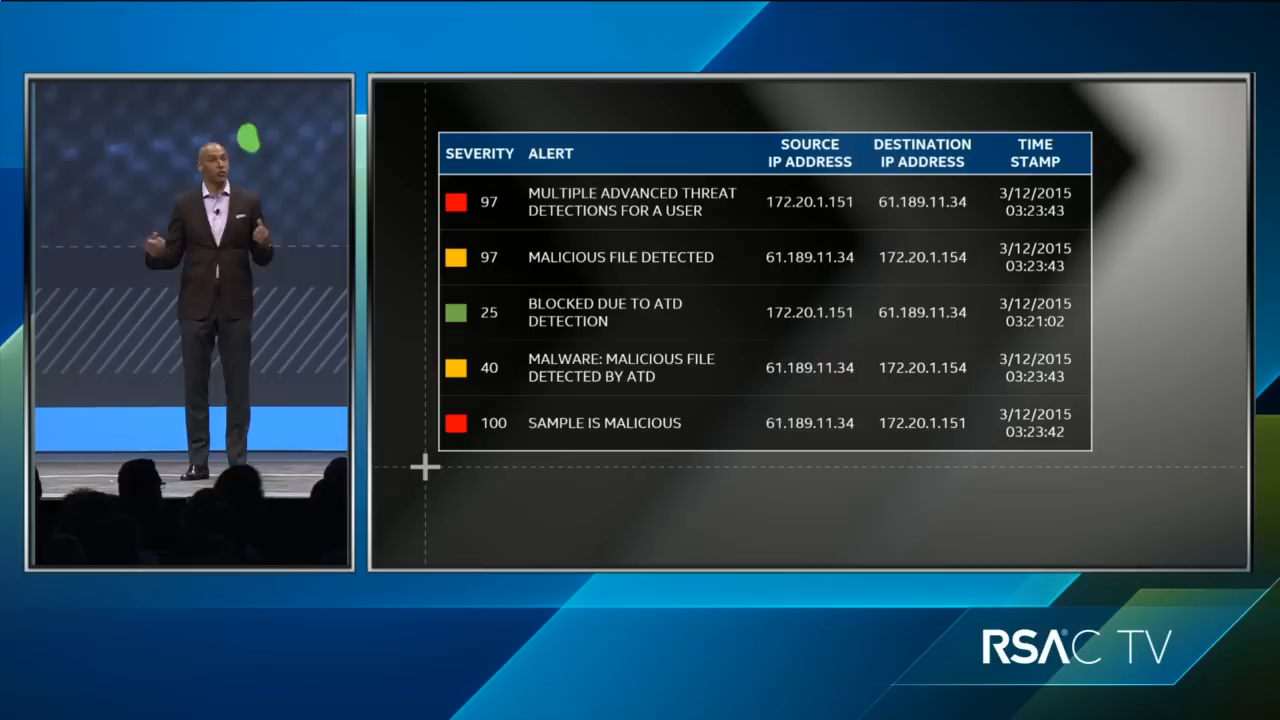 SEVERITY ALERT SOURCE IP ADDRESS DESTINATION IP ADDRESS TIME STAMP
97 MULTIPLE ADVANCED THREAT DETECTIONS FOR A USER 172.20.1.151 61.189.11.34 3/12/2015 03:23:43
97 MALICIOUS FILE DETECTED 61.189.11.34 172.20.1.154 3/12/2015 03:23:43
25 BLOCKED DUE TO ATD DETECTION 172.20.1.151 61.189.11.34 3/12/2015 03:21:02
40 MALWARE: MALICIOUS FILE DETECTED BY ATD 61.189.11.34 172.20.1.154 3/12/2015 03:23:43
100 SAMPLE IS MALICIOUS 61.189.11.34 172.20.1.151 3/12/2015 03:23:42
RSA®C TV